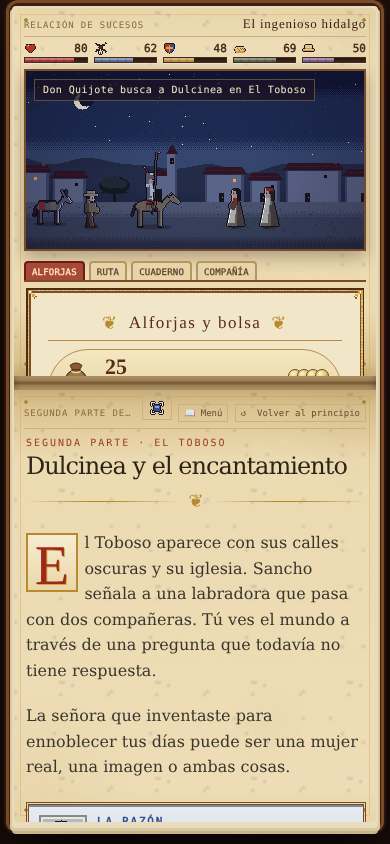 RELACIÓN DE SUCESOS
El ingenioso hidalgo
80 62 48 69 50
Don Quijote busca a Dulcinea en El Toboso
ALFORJAS RUTA CUADERNO COMPAÑÍA
Alforjas y bolsa
25
SEGUNDA PARTE DE…
Menú
Volver al principio
SEGUNDA PARTE · EL TOBOSO
Dulcinea y el encantamiento
El Toboso aparece con sus calles
oscuras y su iglesia. Sancho
señala a una labradora que pasa
con dos compañeras. Tú ves el mundo a
través de una pregunta que todavía no
tiene respuesta.
La señora que inventaste para
ennoblecer tus días puede ser una mujer
real, una imagen o ambas cosas.
LA RAZÓN